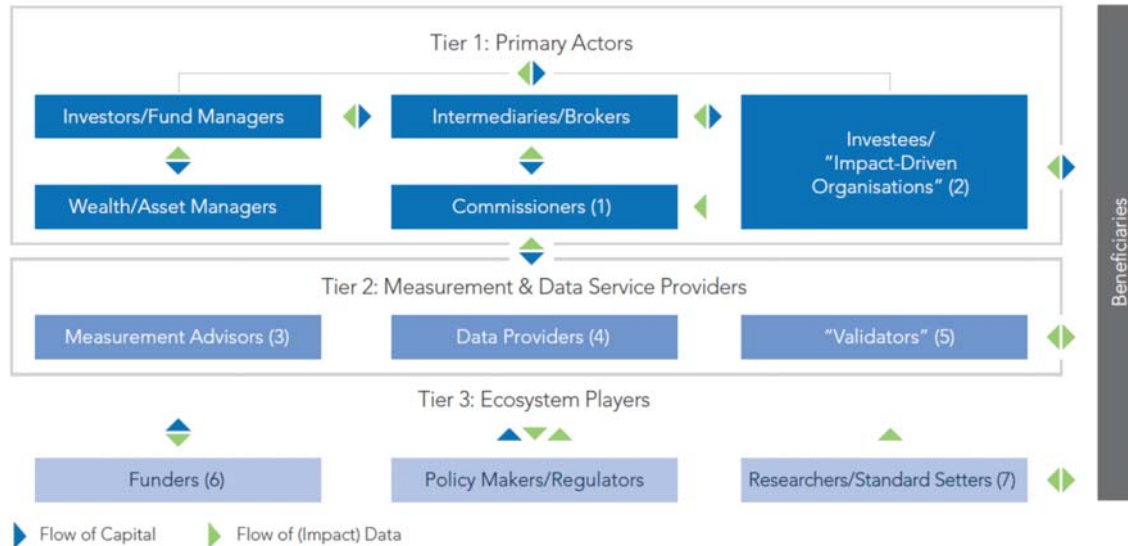 Tier 1: Primary Actors
Investors/Fund Managers
Intermediaries/Brokers
Investees/
“Impact-Driven
Organisations” (2)
Wealth/Asset Managers
Commissioners (1)
Tier 2: Measurement & Data Service Providers
Measurement Advisors (3)
Data Providers (4)
“Validators” (5)
Tier 3: Ecosystem Players
Funders (6)
Policy Makers/Regulators
Researchers/Standard Setters (7)
Beneficiaries
Flow of Capital
Flow of (Impact) Data